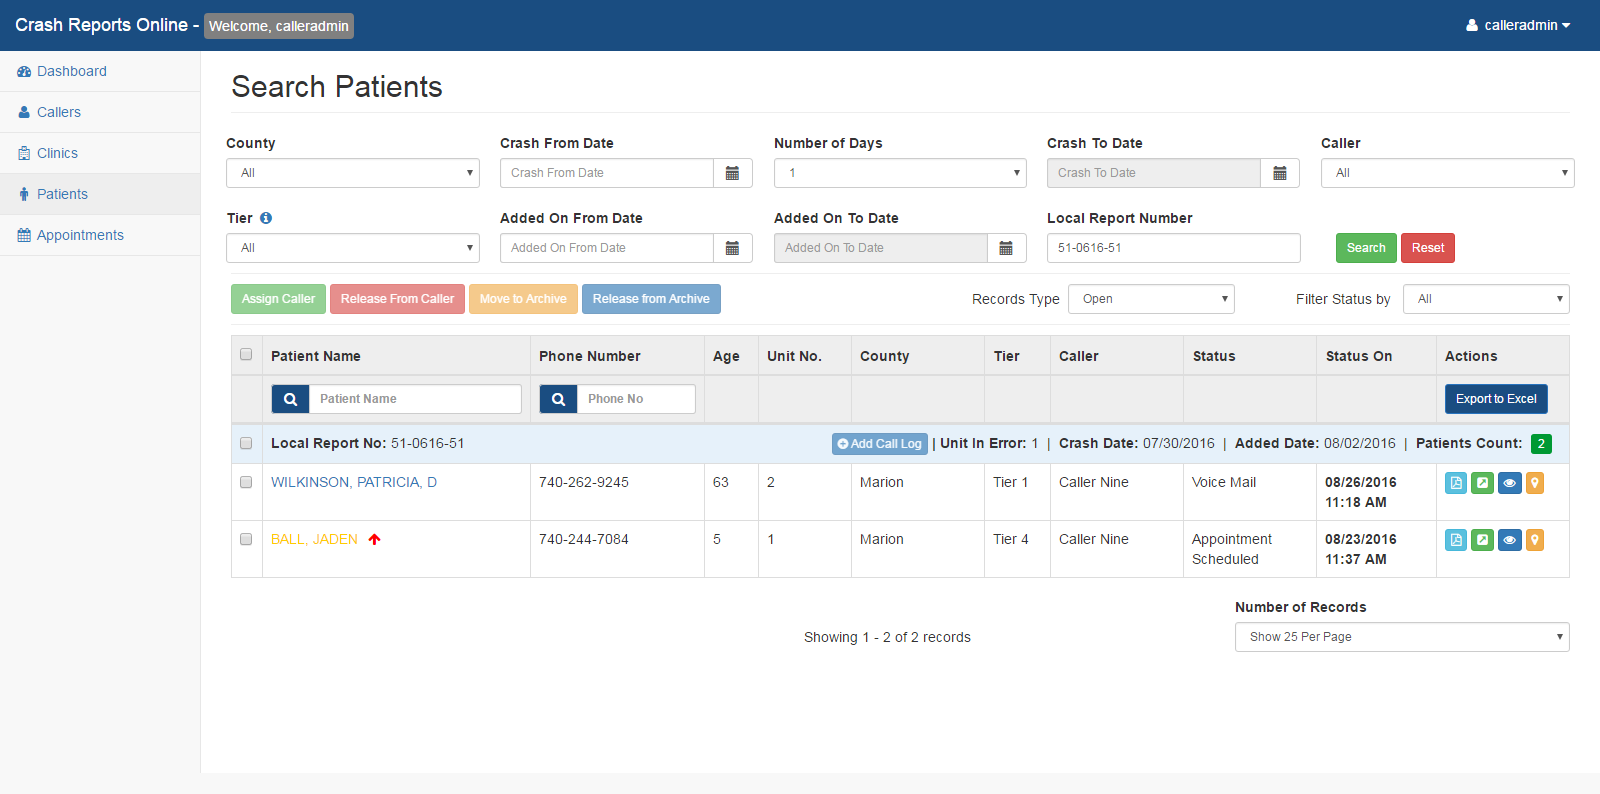 Crash Reports Online - Welcome, calleradmin
calleradmin
Dashboard
Callers
Clinics
Patients
Appointments
Search Patients
County Crash From Date Number of Days Crash To Date Caller
All Crash From Date 1 Crash To Date All
Tier Added On From Date Added On To Date Local Report Number
All Added On From Date Added On To Date 51-0616-51 Search Reset
Assign Caller Release From Caller Move to Archive Release from Archive Records Type Open Filter Status by All
Patient Name Phone Number Age Unit No. County Tier Caller Status Status On Actions
Patient Name Phone No Export to Excel
Local Report No: 51-0616-51 Add Call Log | Unit In Error: 1 | Crash Date: 07/30/2016 | Added Date: 08/02/2016 | Patients Count: 2
WILKINSON, PATRICIA, D 740-262-9245 63 2 Marion Tier 1 Caller Nine Voice Mail 08/26/2016
11:18 AM
BALL, JADEN 740-244-7084 5 1 Marion Tier 4 Caller Nine Appointment 08/23/2016
Scheduled 11:37 AM
Number of Records
Showing 1 - 2 of 2 records Show 25 Per Page